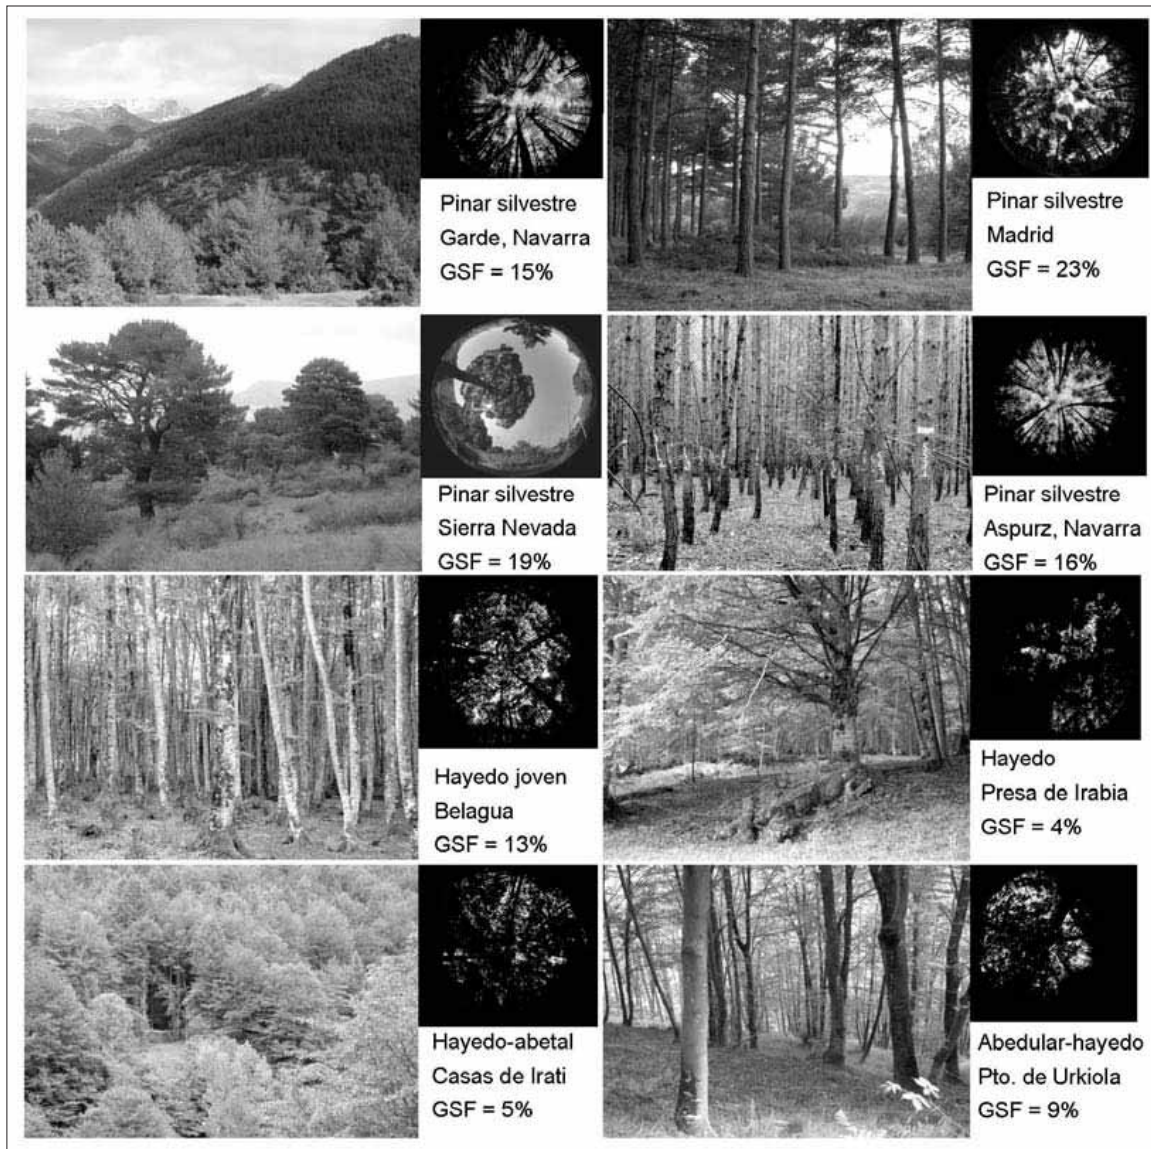 Pinar silvestre
Garde, Navarra
GSF = 15%
Pinar silvestre
Madrid
GSF = 23%
Pinar silvestre
Sierra Nevada
GSF = 19%
Pinar silvestre
Aspurz, Navarra
GSF = 16%
Hayedo joven
Belagua
GSF = 13%
Hayedo
Presa de Irabia
GSF = 4%
Hayedo-abetal
Casas de Irati
GSF = 5%
Abedular-hayedo
Pto. de Urkiola
GSF = 9%